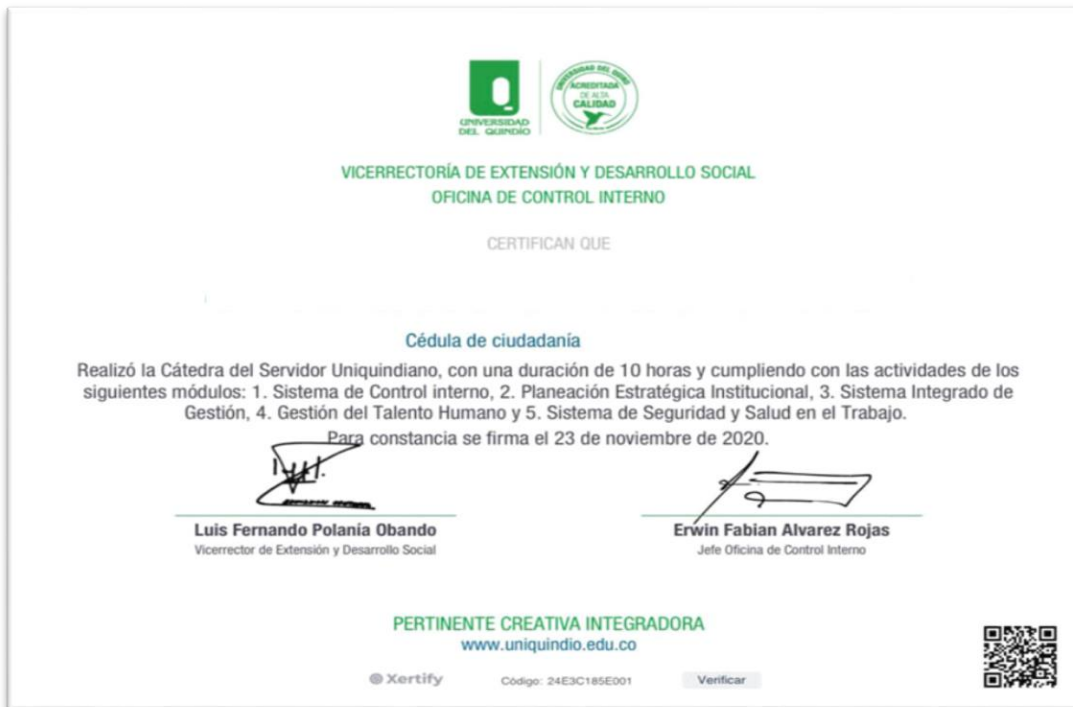 UNIVERSIDAD
DEL QUINDÍO
UNIVERSIDAD DEL QUINDÍO
ACREDITADA
DE ALTA
CALIDAD
VICERRECTORÍA DE EXTENSIÓN Y DESARROLLO SOCIAL
OFICINA DE CONTROL INTERNO
CERTIFICAN QUE
Cédula de ciudadanía
Realizó la Cátedra del Servidor Uniquindiano, con una duración de 10 horas y cumpliendo con las actividades de los
siguientes módulos: 1. Sistema de Control interno, 2. Planeación Estratégica Institucional, 3. Sistema Integrado de
Gestión, 4. Gestión del Talento Humano y 5. Sistema de Seguridad y Salud en el Trabajo.
Para constancia se firma el 23 de noviembre de 2020.
Luis Fernando Polanía Obando
Vicerrector de Extensión y Desarrollo Social
Erwin Fabian Alvarez Rojas
Jefe Oficina de Control Interno
PERTINENTE CREATIVA INTEGRADORA
www.uniquindio.edu.co
Xertify
Código: 24E3C185E001
Verificar